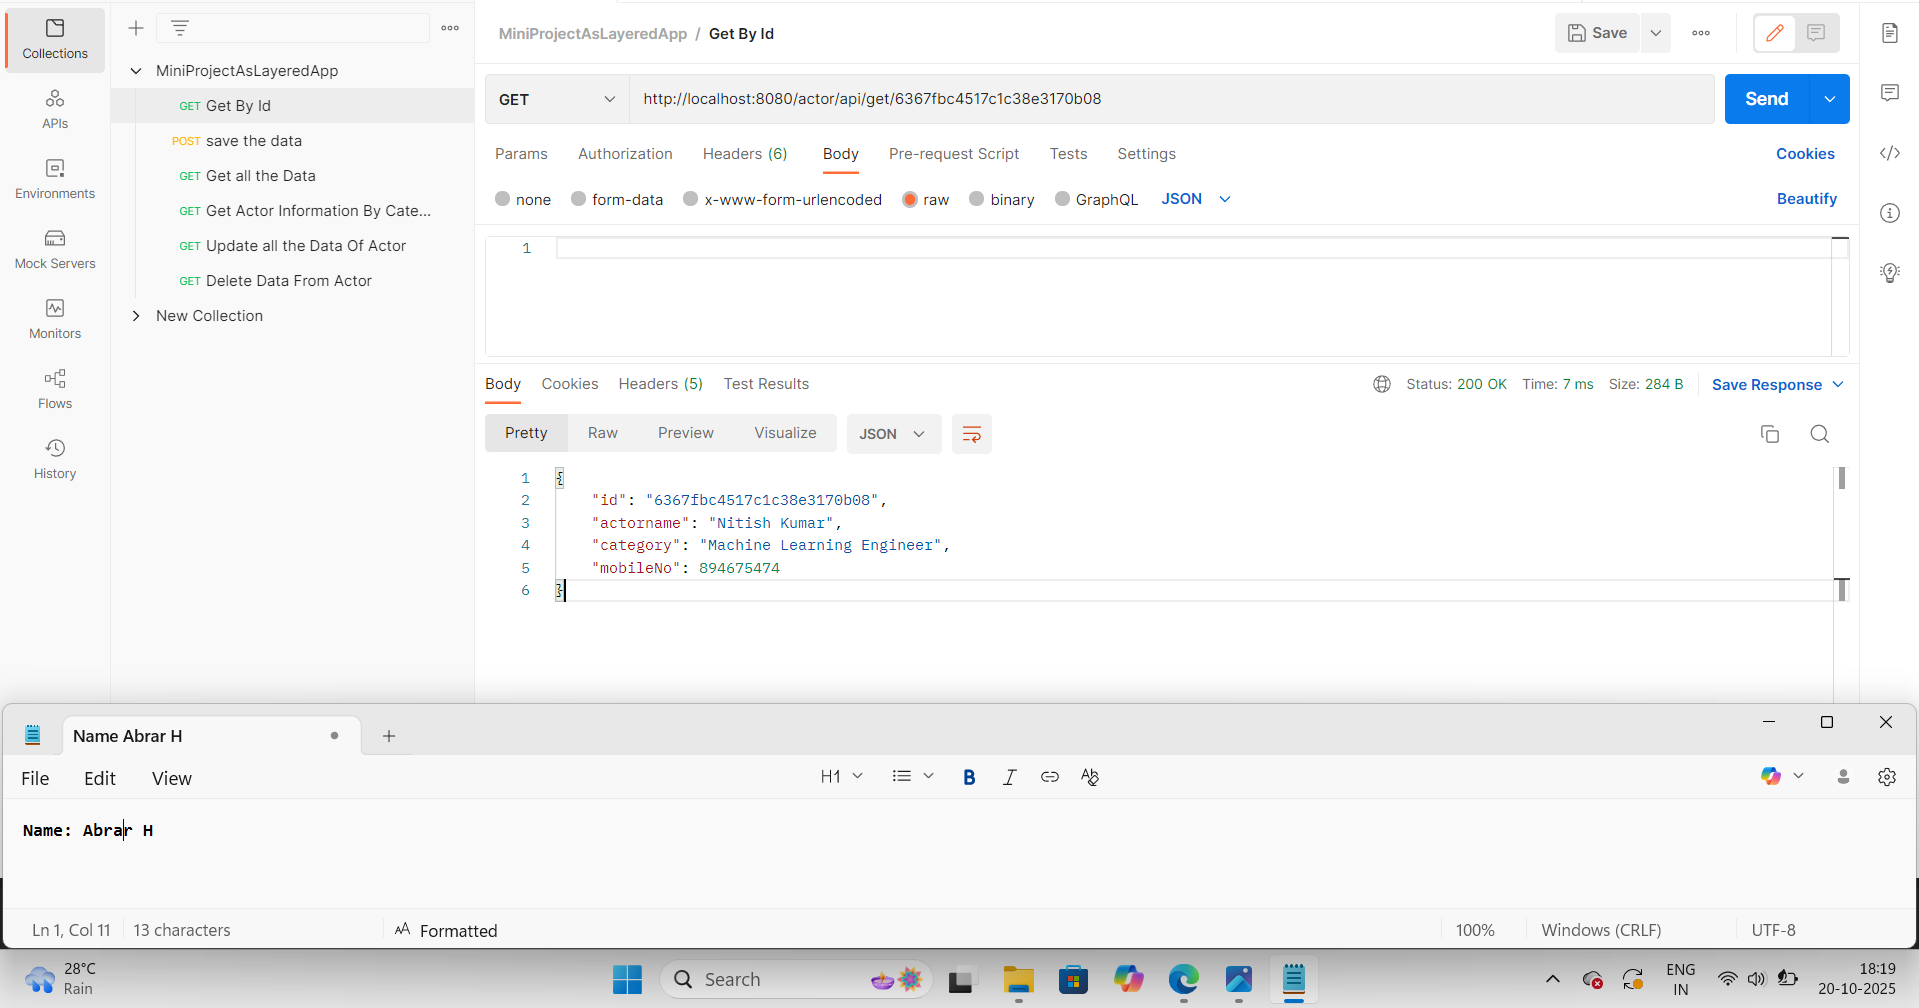 Collections
APIs
Environments
Mock Servers
Monitors
Flows
History
MiniProjectAsLayeredApp
GET Get By Id
POST save the data
GET Get all the Data
GET Get Actor Information By Cate...
GET Update all the Data Of Actor
GET Delete Data From Actor
New Collection
MiniProjectAsLayeredApp / Get By Id
Save
GET http://localhost:8080/actor/api/get/6367fbc4517c1c38e3170b08
Send
Params Authorization Headers (6) Body Pre-request Script Tests Settings Cookies
none form-data x-www-form-urlencoded raw binary GraphQL JSON Beautify
1
Body Cookies Headers (5) Test Results Status: 200 OK Time: 7 ms Size: 284 B Save Response
Pretty Raw Preview Visualize JSON
1 {
2 "id": "6367fbc4517c1c38e3170b08",
3 "actorname": "Nitish Kumar",
4 "category": "Machine Learning Engineer",
5 "mobileNo": 894675474
6 }
Name Abrar H
File Edit View H1 B I
Name: Abrar H
Ln 1, Col 11 13 characters Formatted 100% Windows (CRLF) UTF-8
28°C
Rain
Search
ENG
IN
18:19
20-10-2025